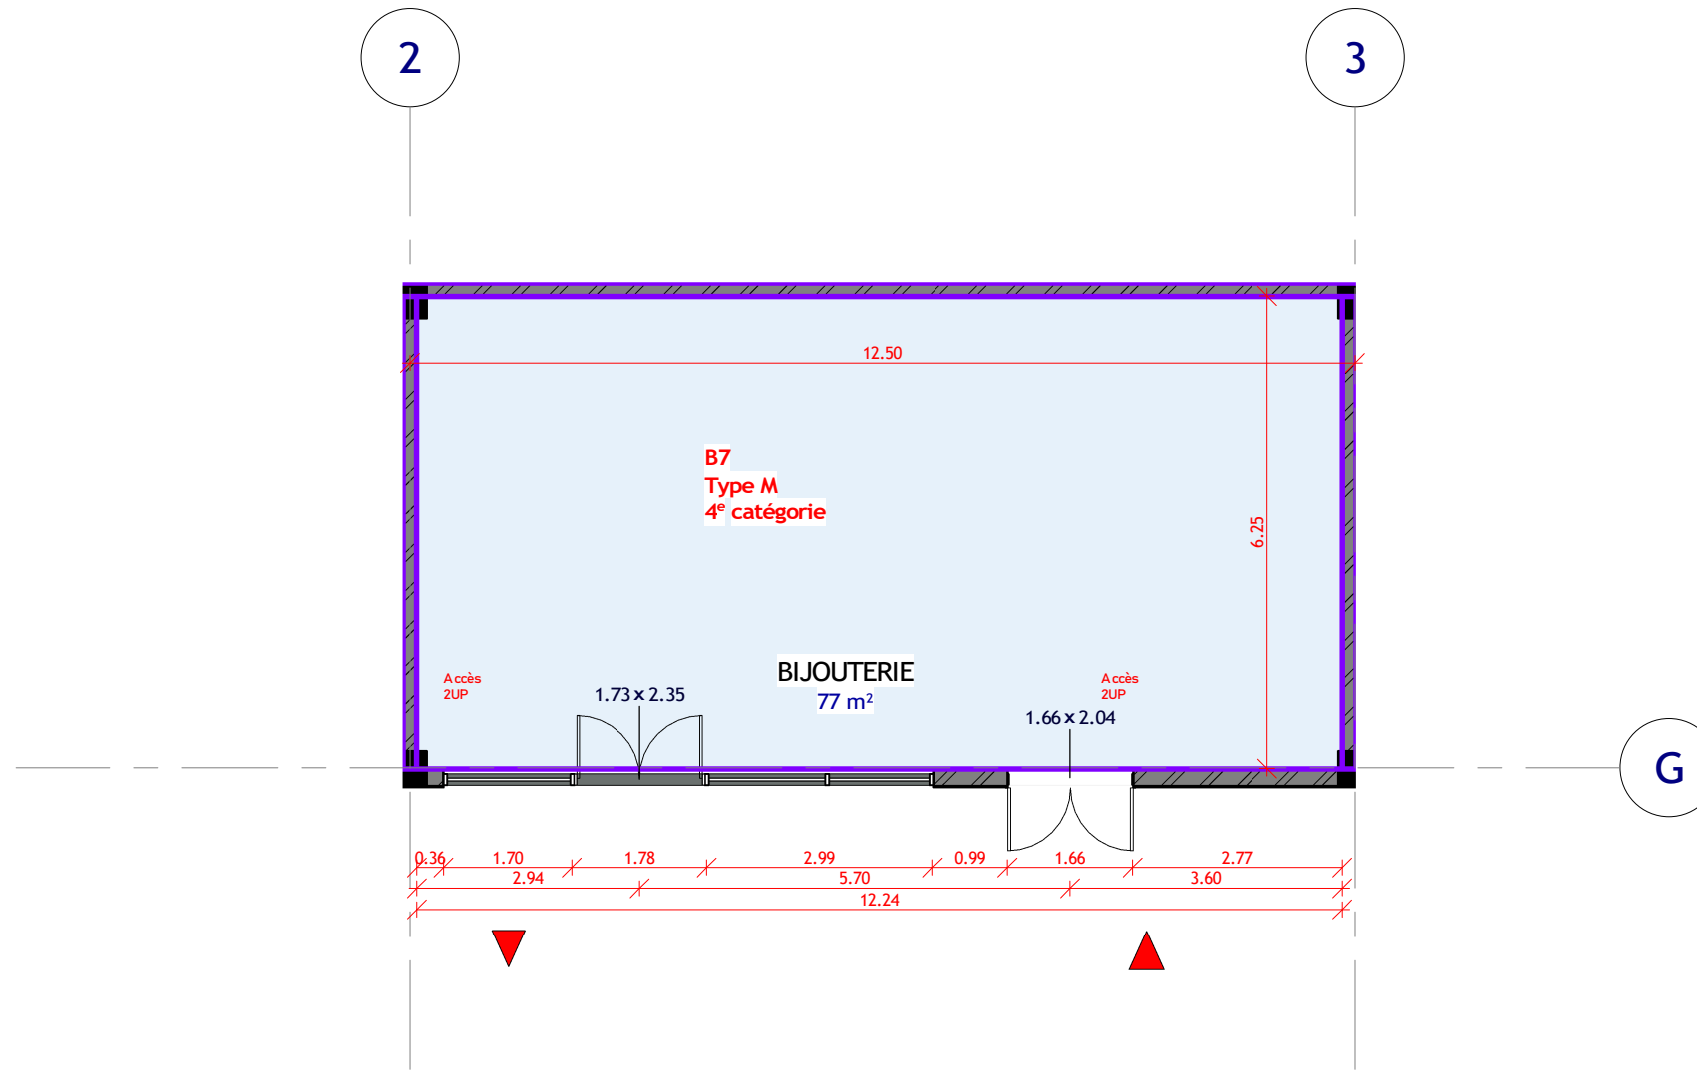 2
3
12.50
B7
Type M
4e catégorie
6.25
BIJOUTERIE
77 m²
Accès
2UP
1.73 x 2.35
Accès
2UP
1.66 x 2.04
G
0.36 1.70 1.78 2.99 0.99 1.66 2.77
2.94 5.70 3.60
12.24